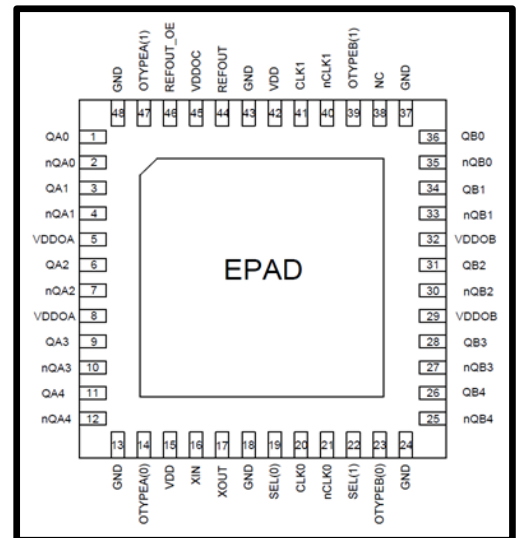 GND OTYPEA(1) REFOUT_OE VDDOC REFOUT GND VDD CLK1 nCLK1 OTYPEB(1) NC GND
48 47 46 45 44 43 42 41 40 39 38 37
QA0 1 36 QB0
nQA0 2 35 nQB0
QA1 3 34 QB1
nQA1 4 33 nQB1
VDDOA 5 32 VDDOB
QA2 6 31 QB2
EPAD
nQA2 7 30 nQB2
VDDOA 8 29 VDDOB
QA3 9 28 QB3
nQA3 10 27 nQB3
QA4 11 26 QB4
nQA4 12 25 nQB4
13 14 15 16 17 18 19 20 21 22 23 24
GND OTYPEA(0) VDD XIN XOUT GND SEL(0) CLK0 nCLK0 SEL(1) OTYPEB(0) GND